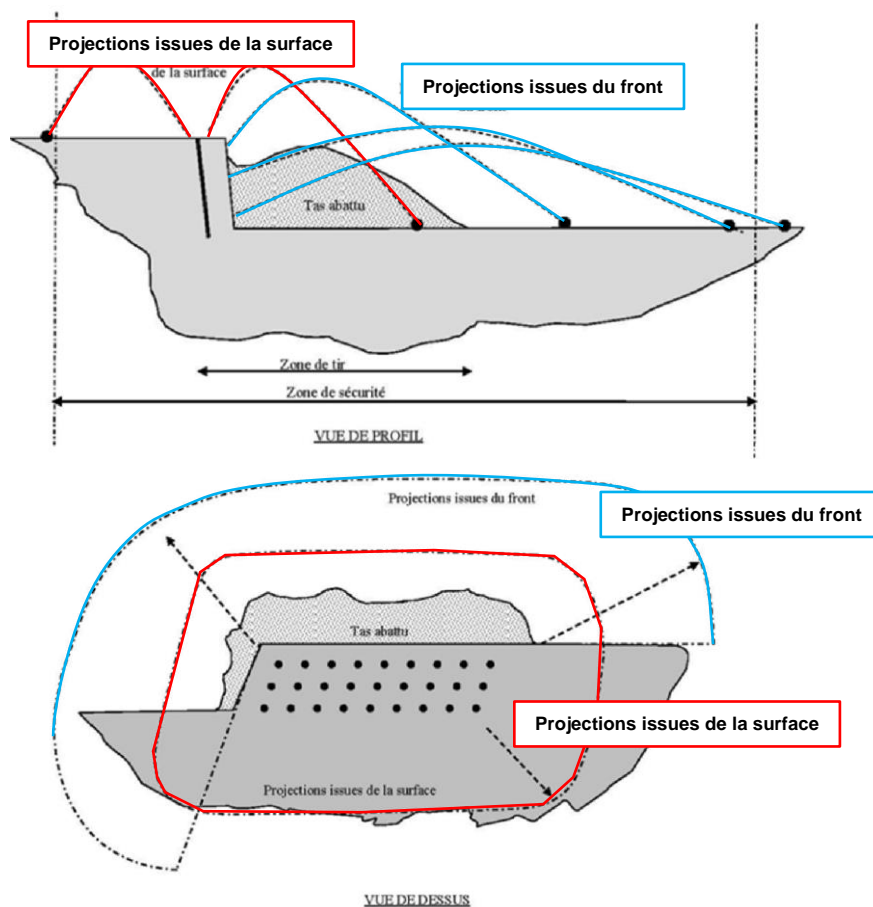 Projections issues de la surface
de la surface
Projections issues du front
Tas abattu
Zone de tir
Zone de sécurité
VUE DE PROFIL
Projections issues du front
Projections issues du front
Tas abattu
Projections issues de la surface
Projections issues de la surface
VUE DE DESSUS